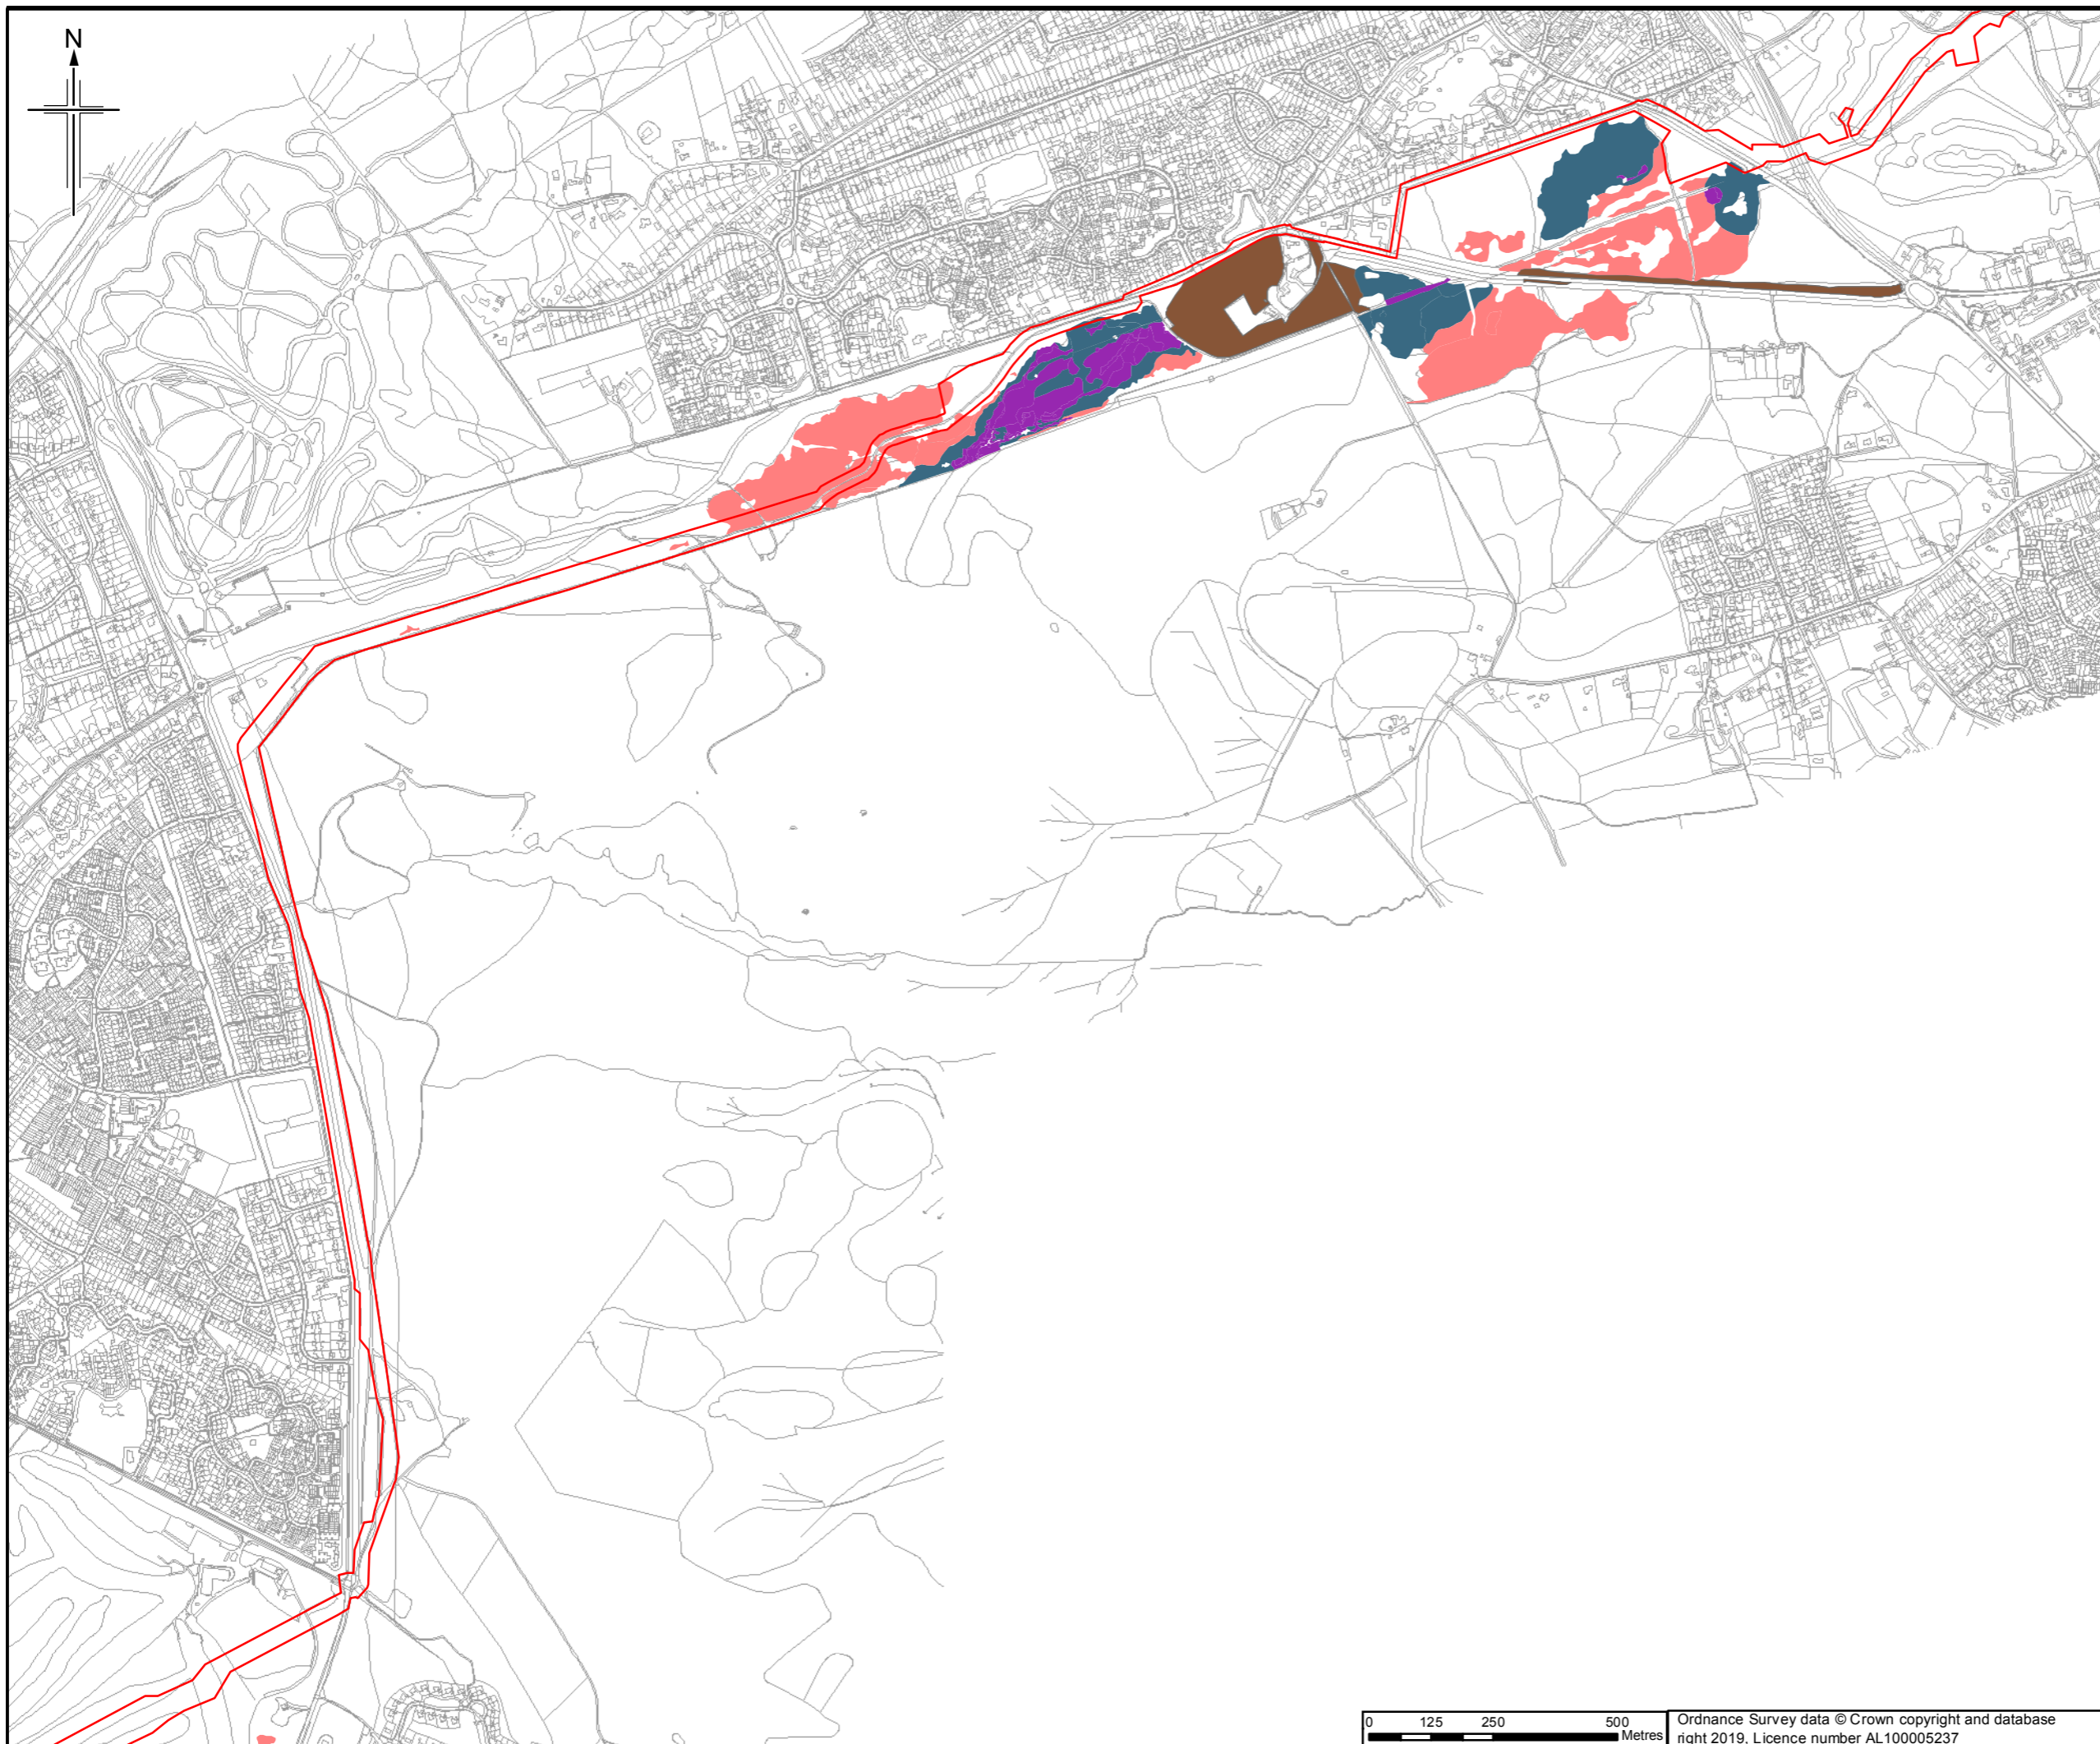 N
0 125 250 500
Metres
Ordnance Survey data © Crown copyright and database
right 2019. Licence number AL100005237